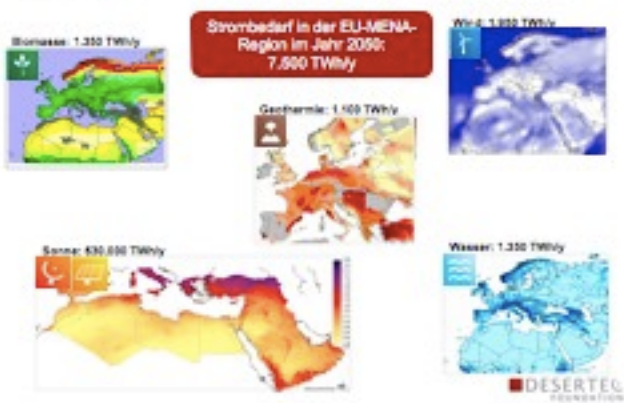 Strombedarf in der EU-MENA-
Region im Jahr 2050:
7.500 TWh/y
Biomasse: 1.350 TWh/y
Wind: 1.950 TWh/y
Geothermie: 1.100 TWh/y
Sonne: 630.000 TWh/y
Wasser: 1.350 TWh/y
DESERTEC
FOUNDATION